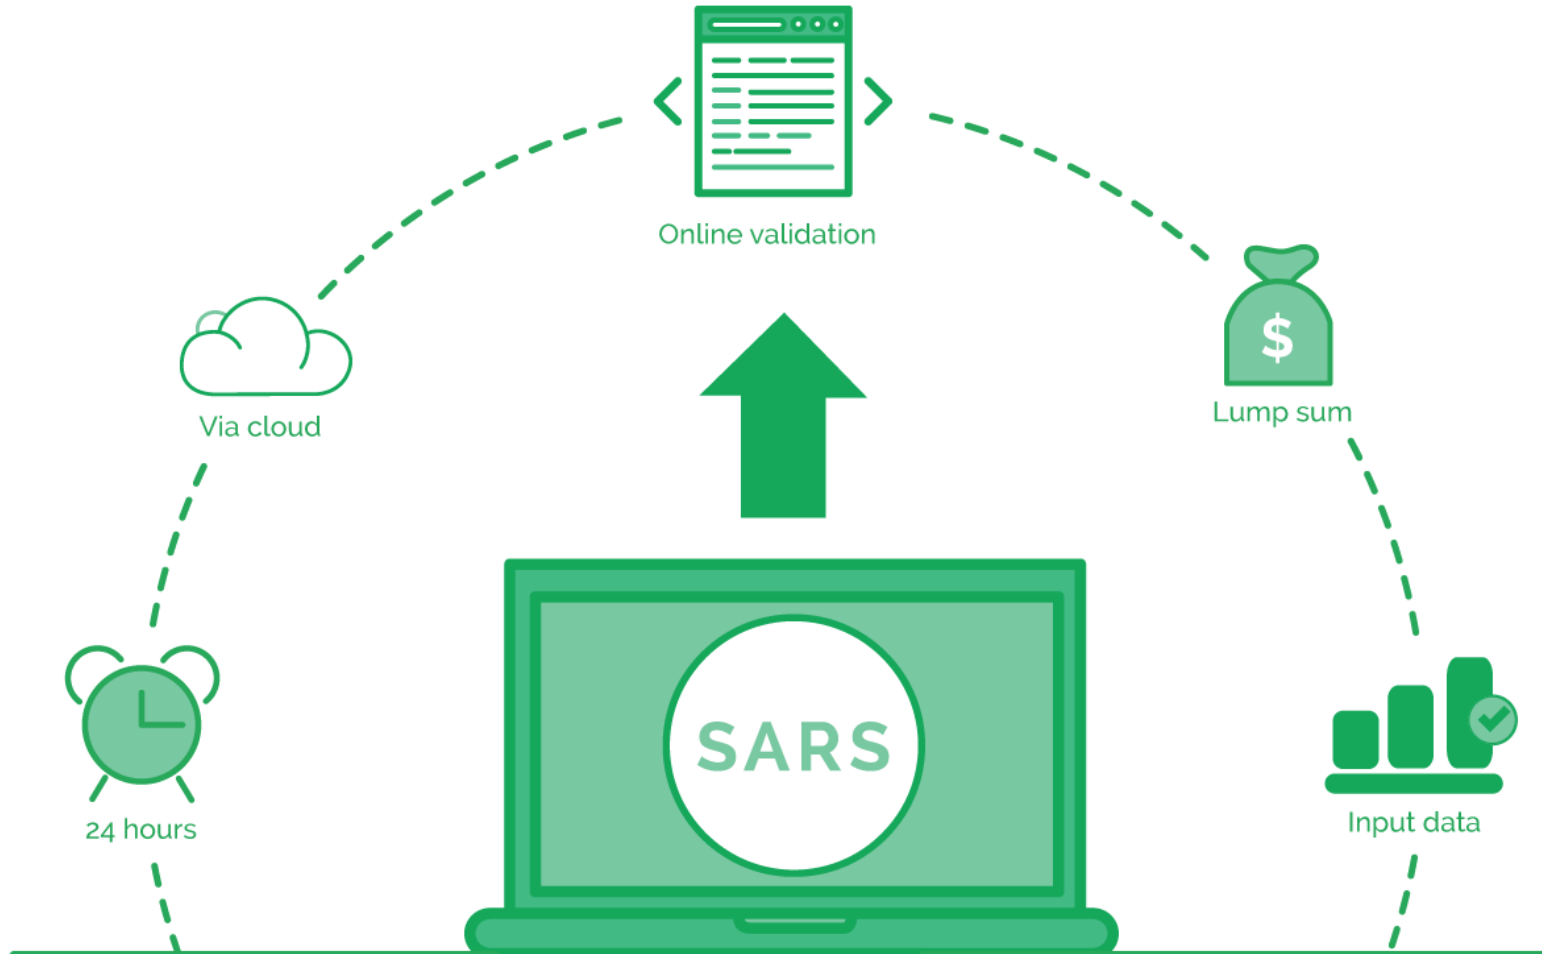 Online validation
$
Via cloud
Lump sum
SARS
24 hours
Input data